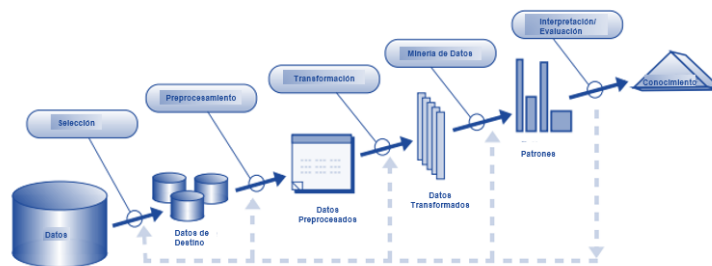 Interpretación/
Evaluación
Minería de Datos
Transformación
Preprocesamiento
Selección
Conocimiento
Patrones
Datos
Transformados
Datos
Preprocesados
Datos de
Destino
Datos